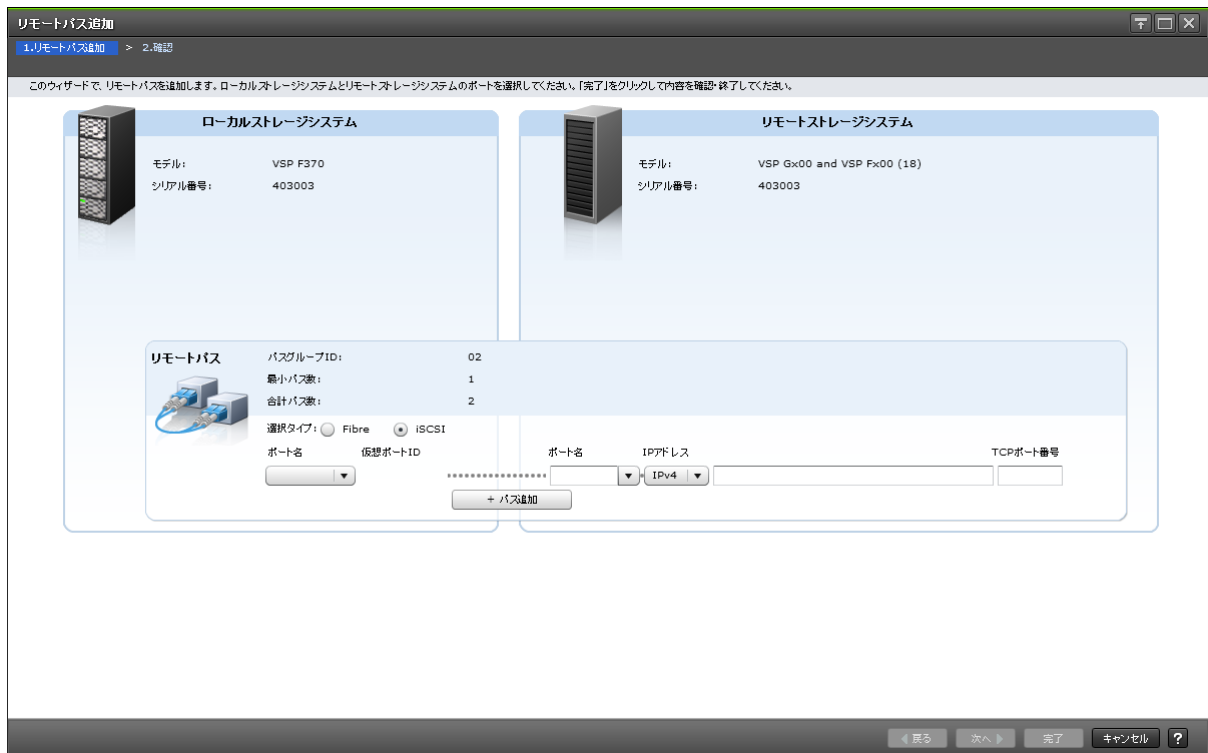 リモートパス追加
1.リモートパス追加 > 2.確認
このウィザードで、リモートパスを追加します。ローカルストレージシステムとリモートストレージシステムのポートを選択してください。「完了」をクリックして内容を確認・終了してください。
ローカルストレージシステム
モデル: VSP F370
シリアル番号: 403003
リモートストレージシステム
モデル: VSP Gx00 and VSP Fx00 (18)
シリアル番号: 403003
リモートパス
パスグループID: 02
最小パス数: 1
合計パス数: 2
選択タイプ: Fibre iSCSI
ポート名 仮想ポートID ポート名 IPアドレス TCPポート番号
IPv4
+ パス追加
戻る 次へ 完了 キャンセル ?